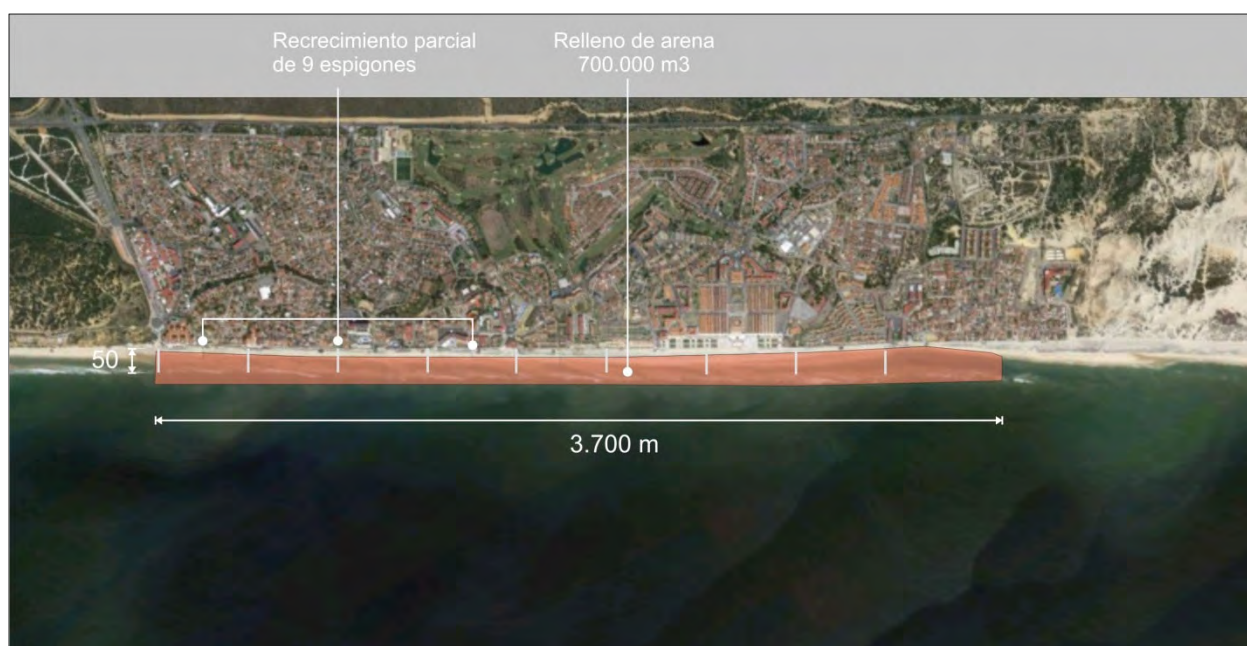 Recrecimiento parcial
de 9 espigones
Relleno de arena
700.000 m3
50
3.700 m